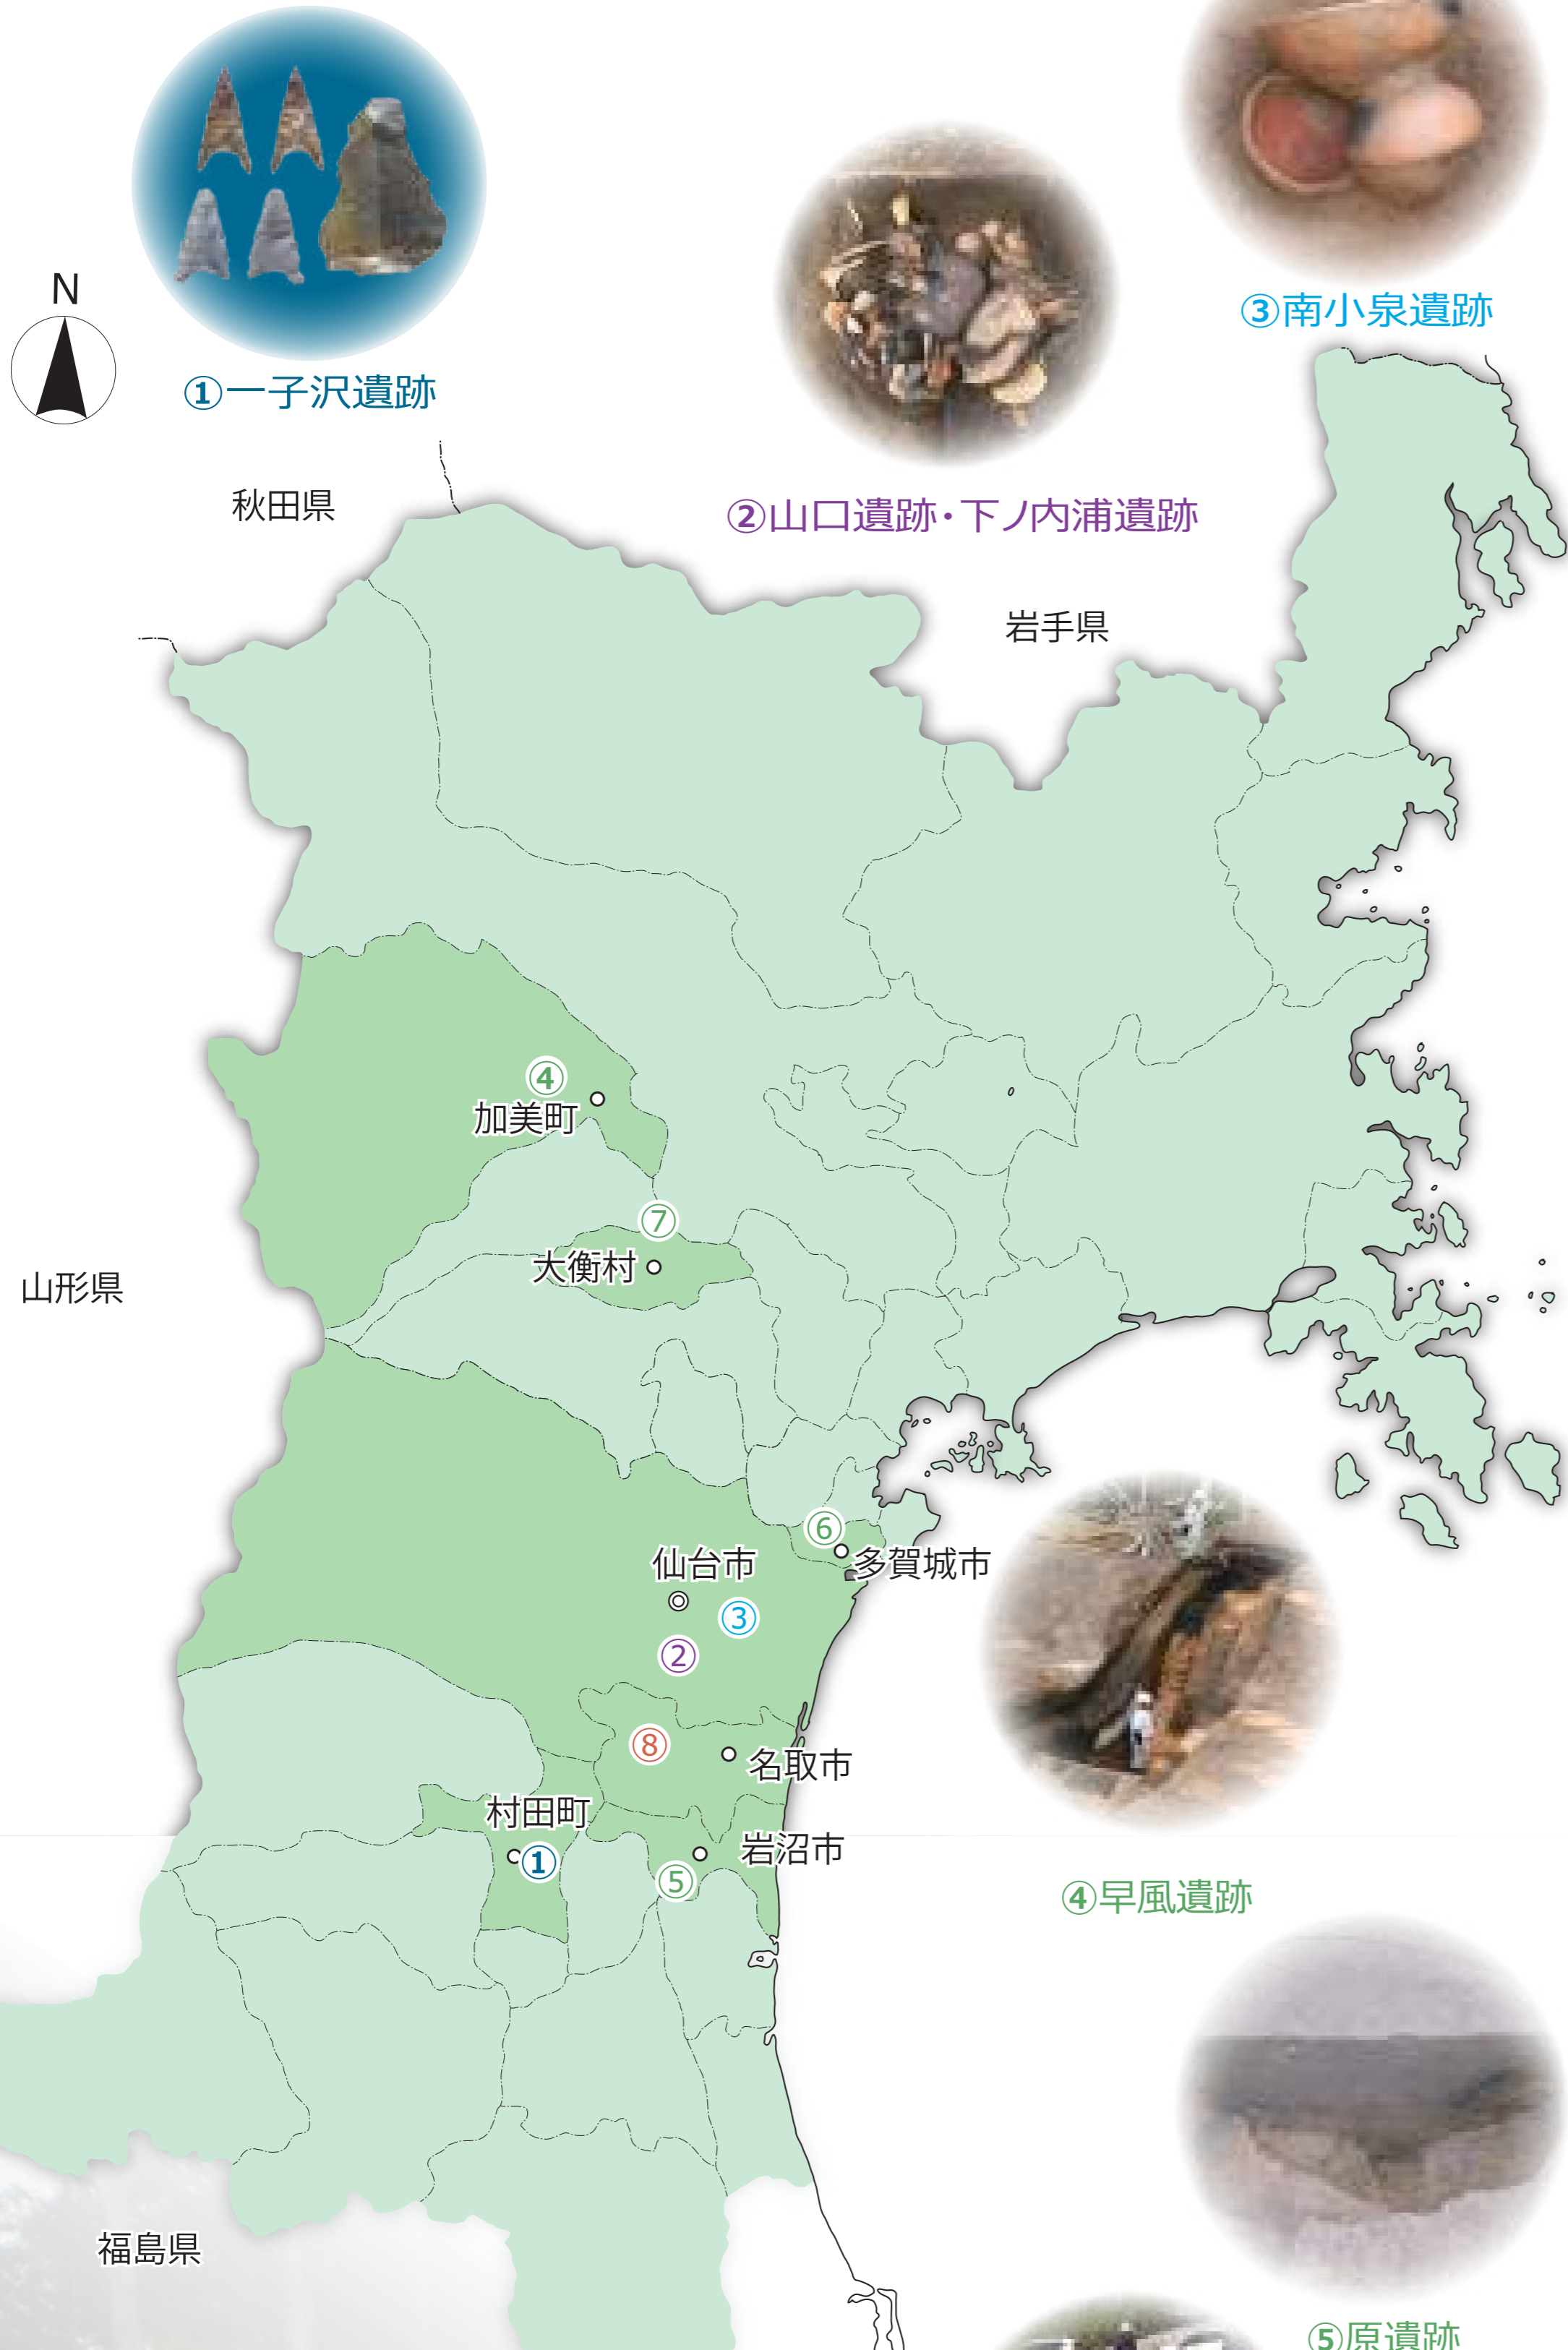 N
①一子沢遺跡
③南小泉遺跡
②山口遺跡・下ノ内浦遺跡
秋田県
岩手県
④
加美町
⑦
大衡村
山形県
⑥
多賀城市
仙台市
③
②
⑧
名取市
村田町
①
岩沼市
⑤
④早風遺跡
福島県
⑤原遺跡